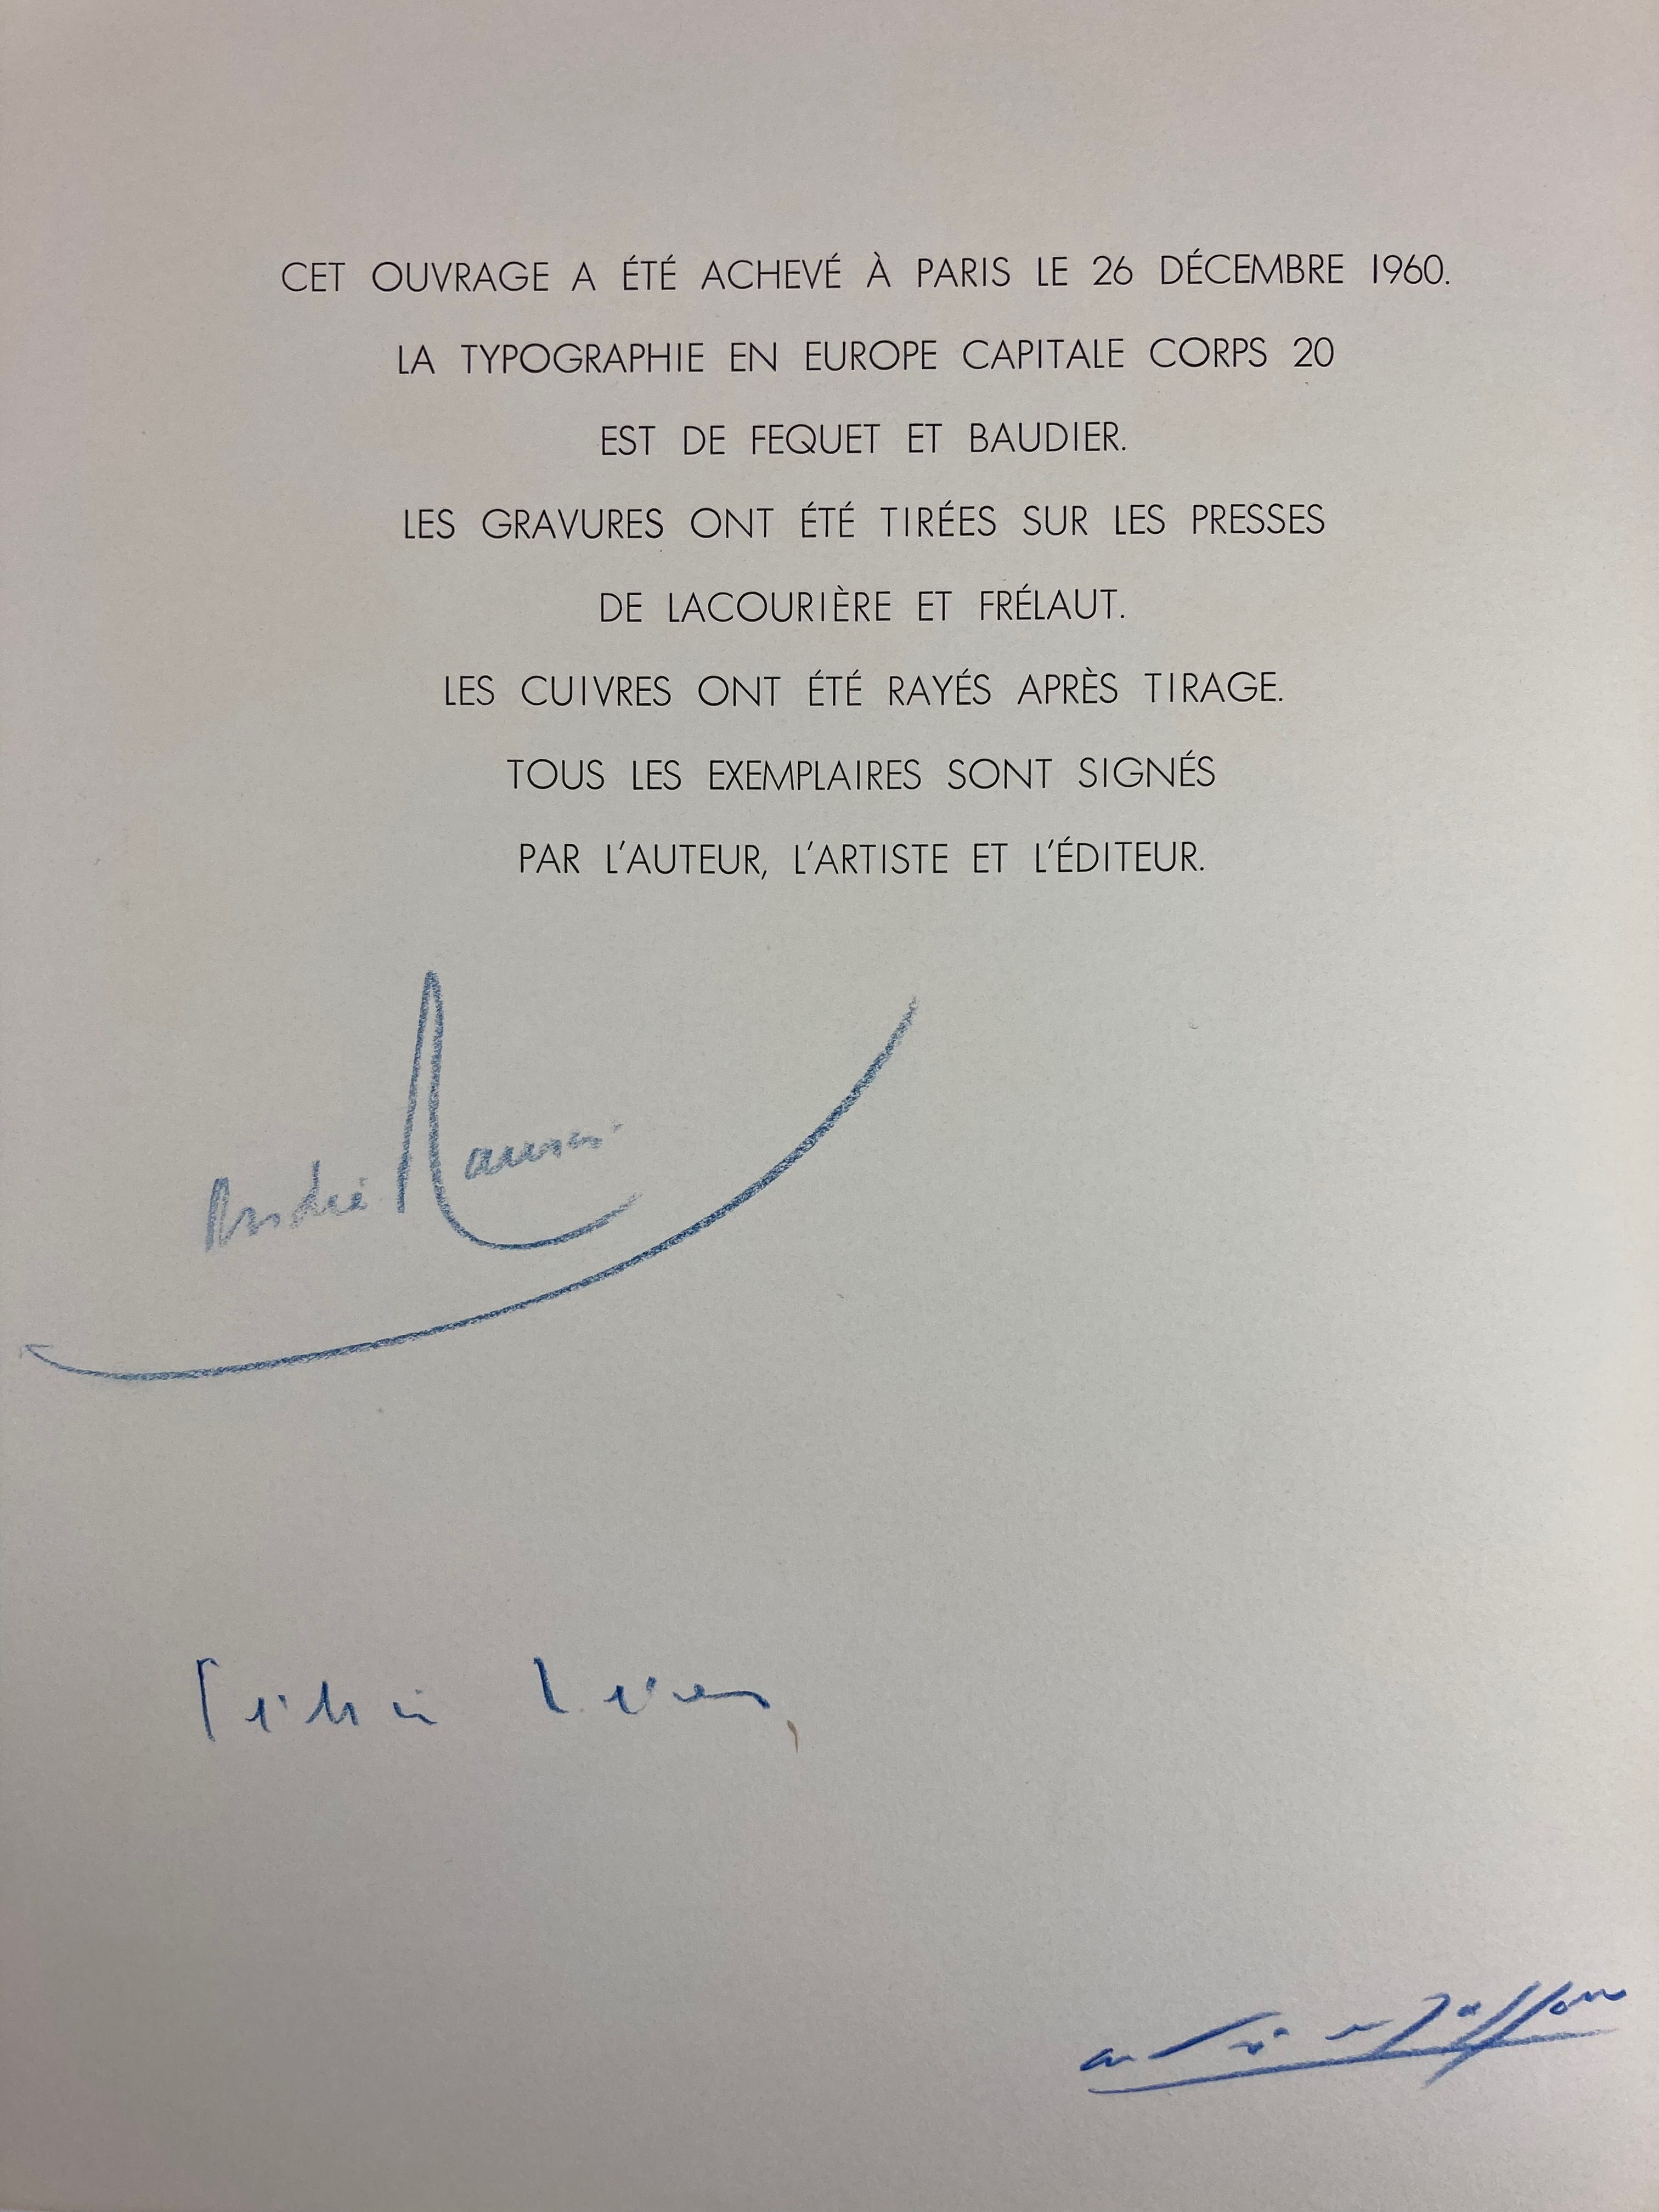 CET OUVRAGE A ÉTÉ ACHEVÉ À PARIS LE 26 DÉCEMBRE 1960.
LA TYPOGRAPHIE EN EUROPE CAPITALE CORPS 20
EST DE FEQUET ET BAUDIER.
LES GRAVURES ONT ÉTÉ TIRÉES SUR LES PRESSES
DE LACOURIÈRE ET FRÉLAUT.
LES CUIVRES ONT ÉTÉ RAYÉS APRÈS TIRAGE.
TOUS LES EXEMPLAIRES SONT SIGNÉS
PAR L'AUTEUR, L'ARTISTE ET L'ÉDITEUR.
André